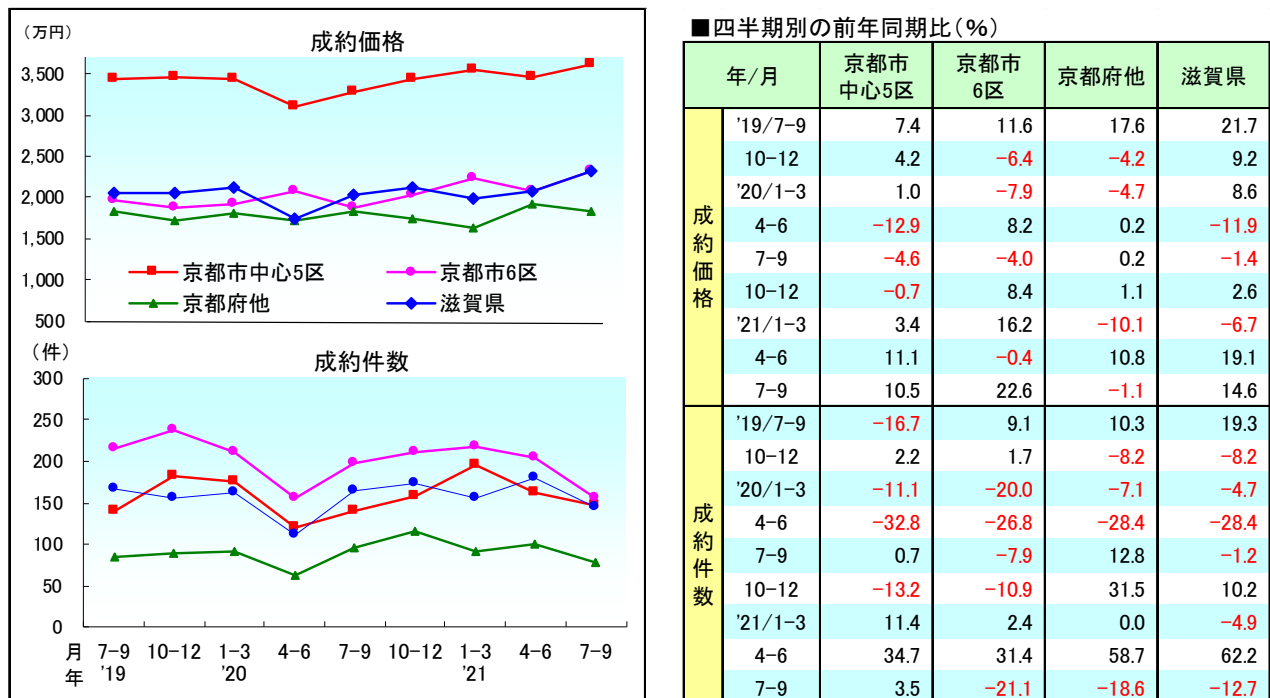 (万円)
成約価格
3,500
3,000
2,500
2,000
1,500
1,000
500
京都市中心5区
京都市6区
京都府他
滋賀県
(件)
成約件数
300
250
200
150
100
50
0
月 7−9 10−12 1−3 4−6 7−9 10−12 1−3 4−6 7−9
年 '19 '20 '21
■四半期別の前年同期比(%)
年/月 京都市中心5区 京都市6区 京都府他 滋賀県
成約価格
'19/7−9 7.4 11.6 17.6 21.7
10−12 4.2 −6.4 −4.2 9.2
'20/1−3 1.0 −7.9 −4.7 8.6
4−6 −12.9 8.2 0.2 −11.9
7−9 −4.6 −4.0 0.2 −1.4
10−12 −0.7 8.4 1.1 2.6
'21/1−3 3.4 16.2 −10.1 −6.7
4−6 11.1 −0.4 10.8 19.1
7−9 10.5 22.6 −1.1 14.6
成約件数
'19/7−9 −16.7 9.1 10.3 19.3
10−12 2.2 1.7 −8.2 −8.2
'20/1−3 −11.1 −20.0 −7.1 −4.7
4−6 −32.8 −26.8 −28.4 −28.4
7−9 0.7 −7.9 12.8 −1.2
10−12 −13.2 −10.9 31.5 10.2
'21/1−3 11.4 2.4 0.0 −4.9
4−6 34.7 31.4 58.7 62.2
7−9 3.5 −21.1 −18.6 −12.7